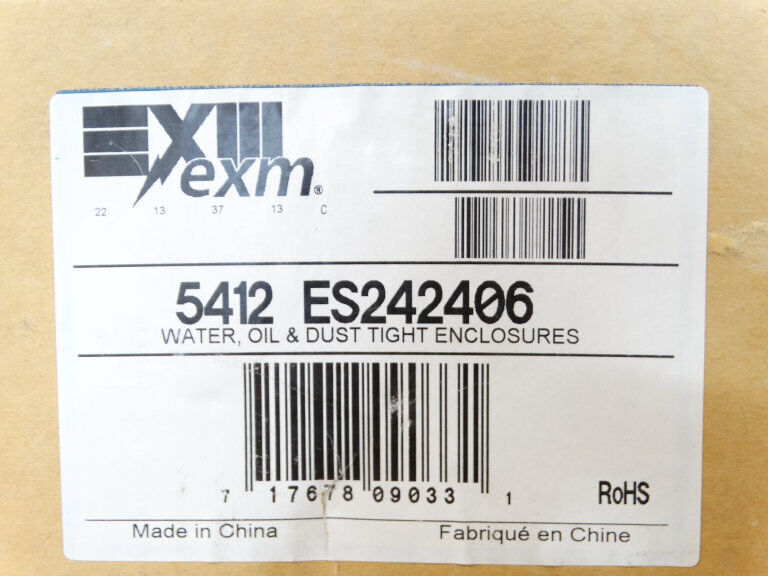 EXM
exm®
22 13 37 13 C
5412 ES242406
WATER, OIL & DUST TIGHT ENCLOSURES
7 17678 09033 1
RoHS
Made in China
Fabriqué en Chine